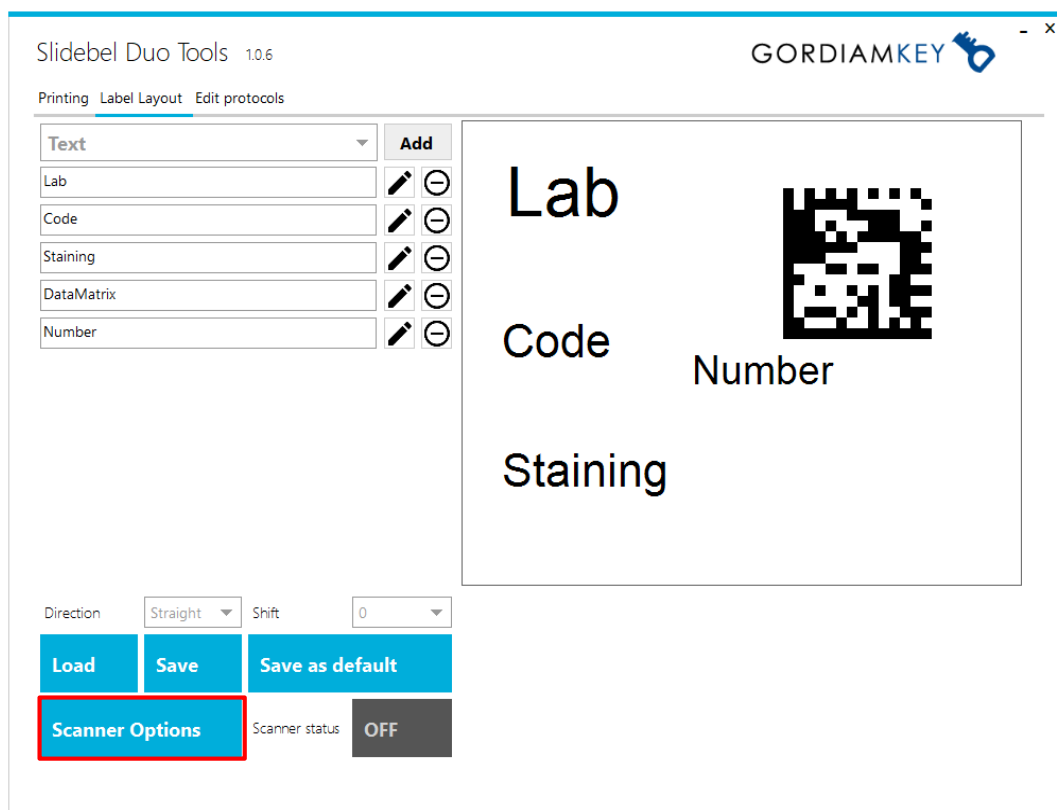 Slidebel Duo Tools 1.0.6
GORDIAMKEY
Printing Label Layout Edit protocols
Text Add
Lab
Code
Staining
DataMatrix
Number
Lab
Code
Number
Staining
Direction Straight Shift 0
Load Save Save as default
Scanner Options Scanner status OFF